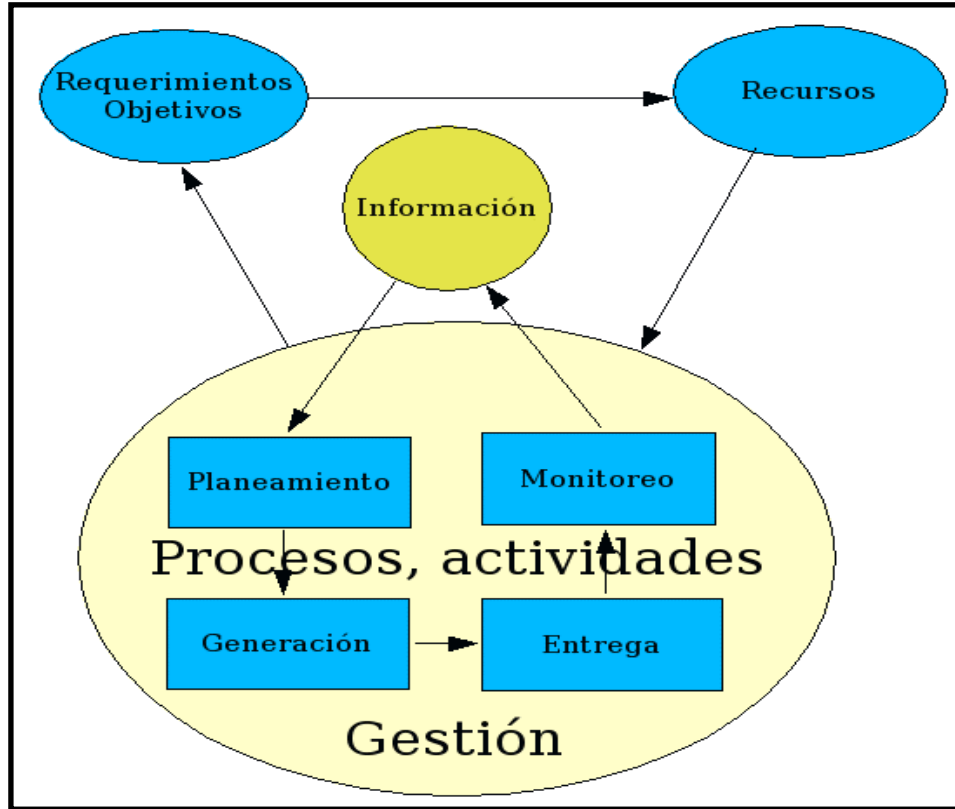 Requerimientos
Objetivos
Recursos
Información
Planeamiento
Monitoreo
Procesos, actividades
Generación
Entrega
Gestión